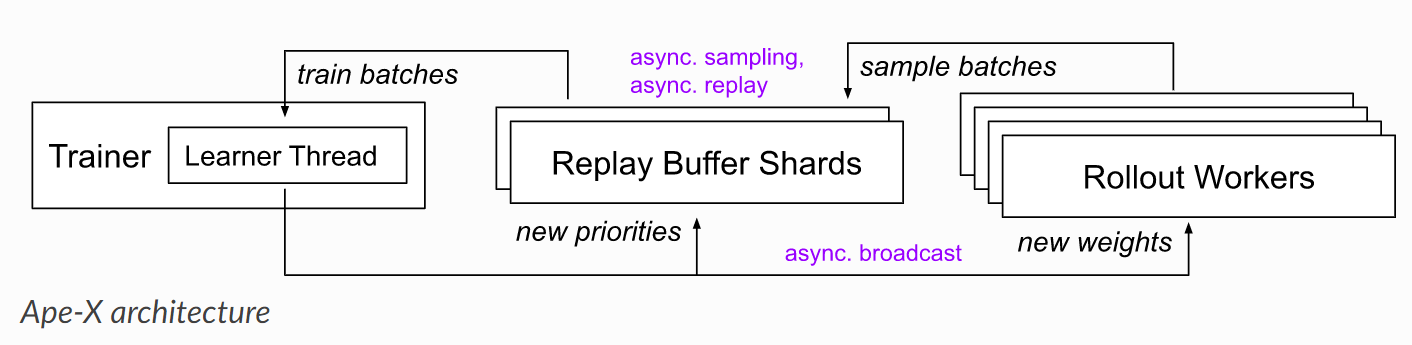 train batches
async. sampling,
async. replay
sample batches
Trainer
Learner Thread
Replay Buffer Shards
Rollout Workers
new priorities
async. broadcast
new weights
Ape-X architecture